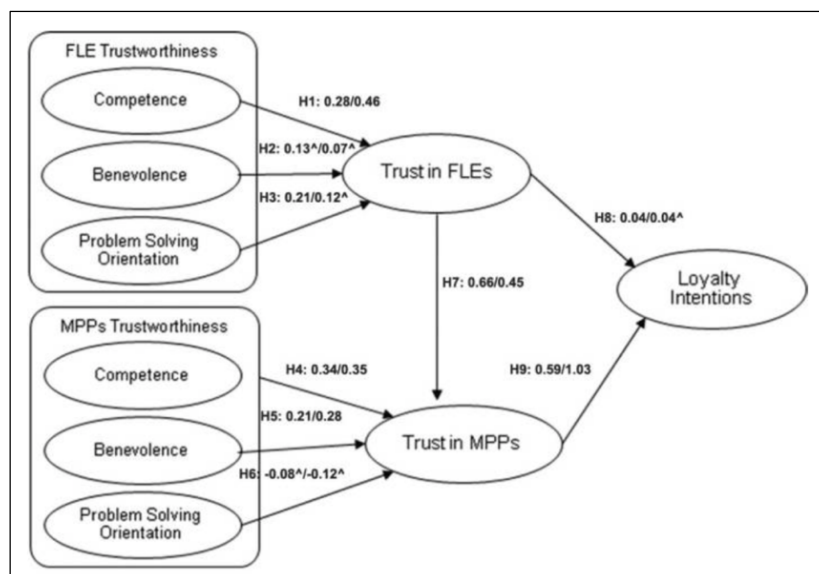 FLE Trustworthiness
Competence
H1: 0.28/0.46
H2: 0.13^/0.07^
Benevolence
Trust in FLEs
H3: 0.21/0.12^
Problem Solving
Orientation
H8: 0.04/0.04^
H7: 0.66/0.45
Loyalty
Intentions
MPPs Trustworthiness
Competence
H4: 0.34/0.35
H9: 0.59/1.03
H5: 0.21/0.28
Benevolence
Trust in MPPs
H6: -0.08^/-0.12^
Problem Solving
Orientation